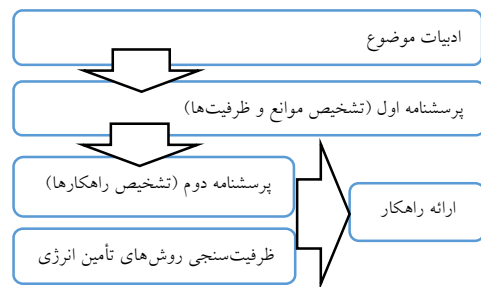 ادبیات موضوع
پرسشنامه اول (تشخیص موانع و ظرفیت‌ها)
پرسشنامه دوم (تشخیص راهکارها)
ارائه راهکار
ظرفیت‌سنجی روش‌های تأمین انرژی